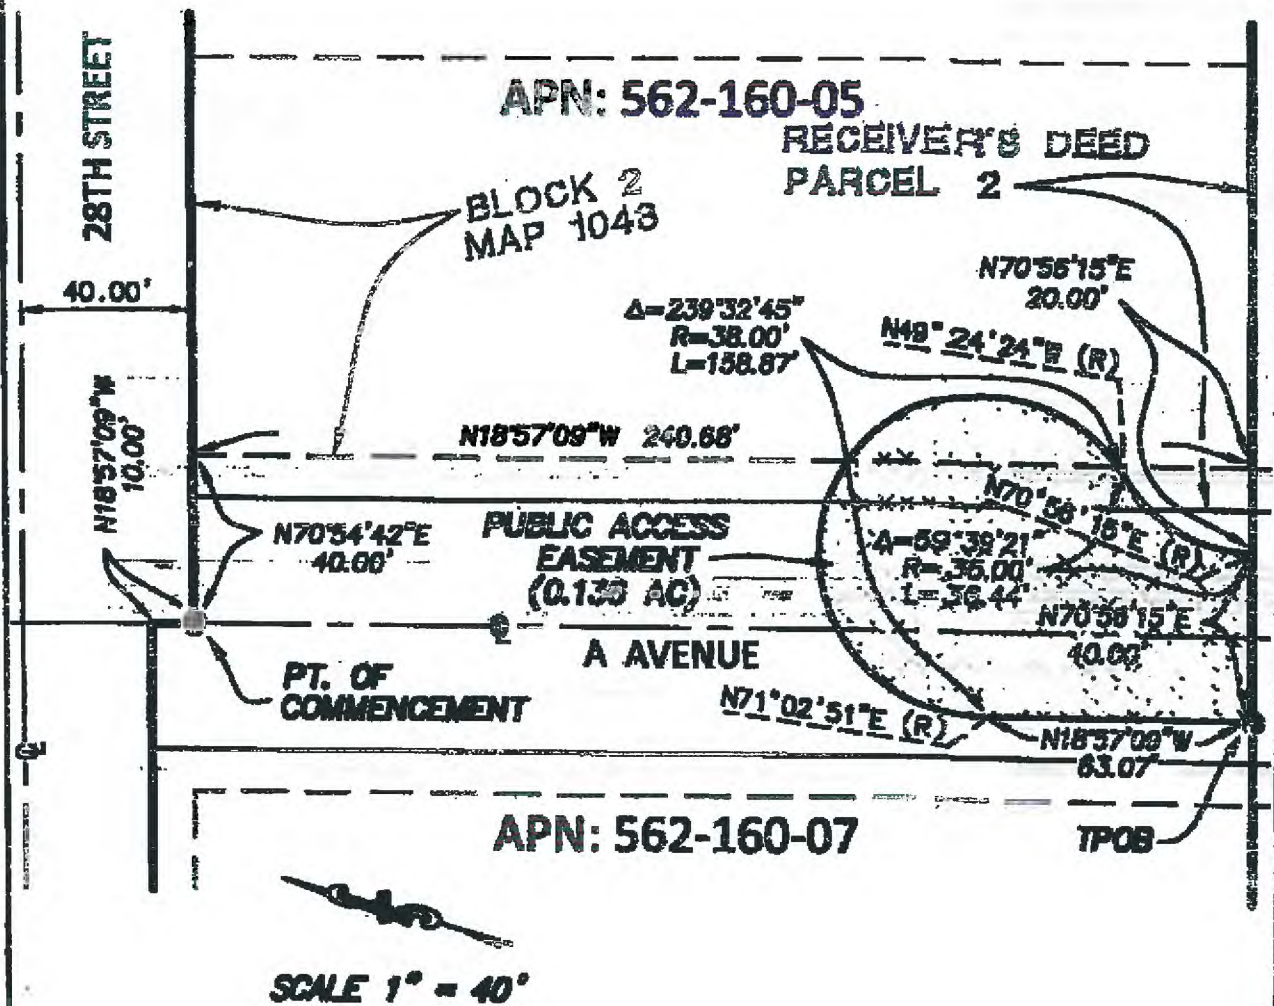 28TH STREET
APN: 562-160-05
RECEIVER'S DEED
PARCEL 2
BLOCK 2
MAP 1043
40.00'
N70°56'15"E
20.00'
Δ=239°32'45"
R=38.00'
L=158.87'
N49°24'24"W (R)
N18°57'09"W
10.00'
N18°57'09"W 240.68'
N70°54'42"E
40.00'
PUBLIC ACCESS
EASEMENT
AC)
N70°56'15"E (R)
Δ=59°39'21"
R=35.00'
L=36.44'
N70°56'15"E
40.00'
A AVENUE
PT. OF
COMMENCEMENT
N71°02'51"E (R)
N18°57'09"W
63.07'
APN: 562-160-07
TPOB
SCALE 1" = 40'